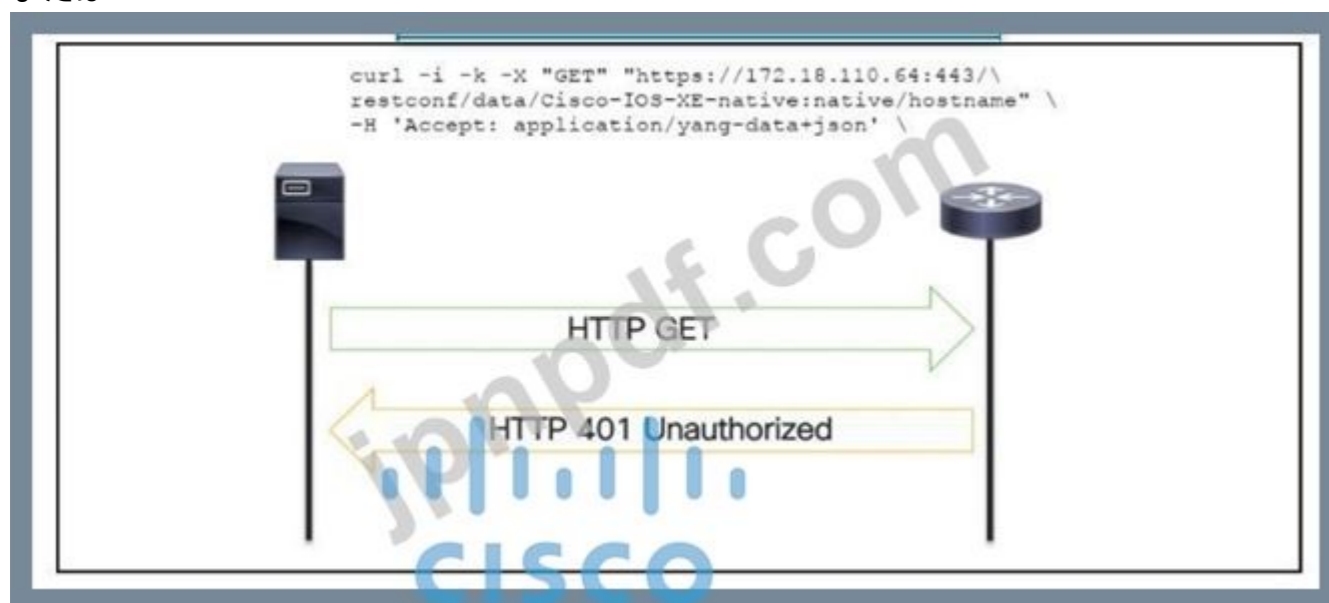 curl -i -k -X "GET" "https://172.18.110.64:443/\
restconf/data/Cisco-IOS-XE-native:native/hostname" \
-H 'Accept: application/yang-data+json' \
HTTP GET
HTTP 401 Unauthorized
jpnpdf.com
CISCO